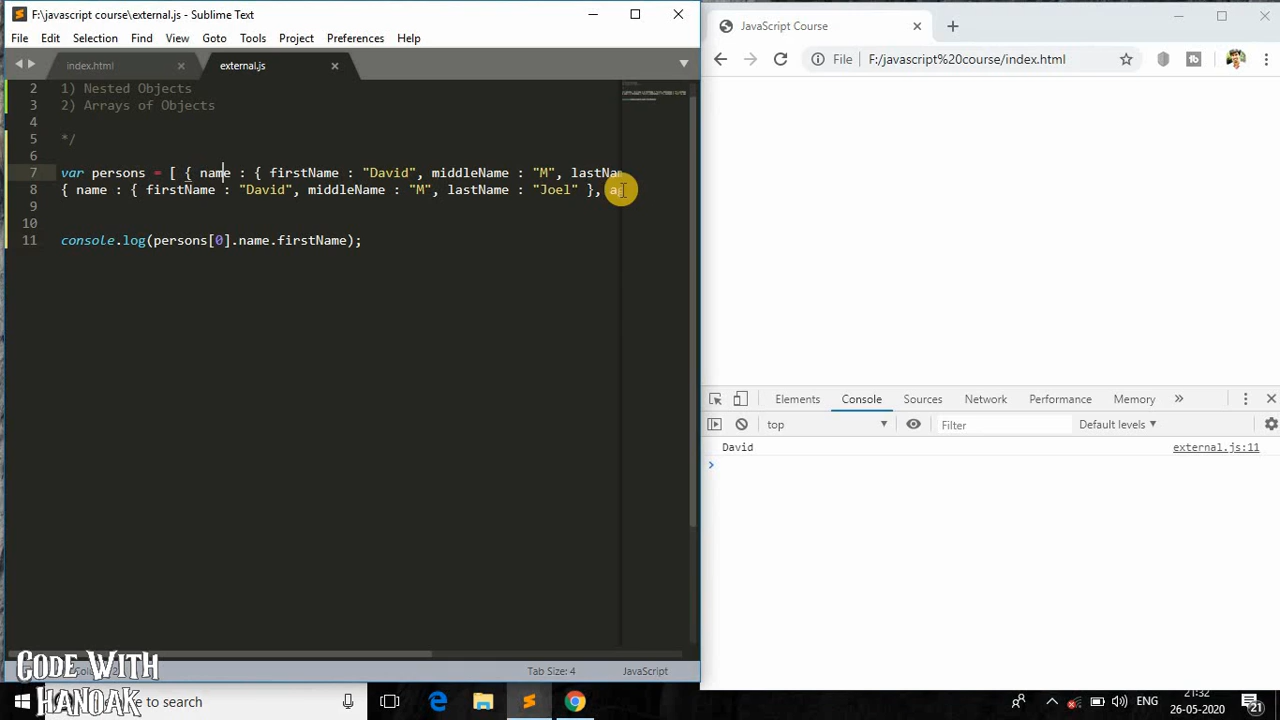 F:\javascript course\external.js - Sublime Text
File Edit Selection Find View Goto Tools Project Preferences Help
index.html
external.js
2 1) Nested Objects
3 2) Arrays of Objects
4
5 */
6
7 var persons = [ { name : { firstName : "David", middleName : "M", lastNam
8 { name : { firstName : "David", middleName : "M", lastName : "Joel" }, a
9
10
11 console.log(persons[0].name.firstName);
Tab Size: 4 JavaScript
JavaScript Course
File F:/javascript%20course/index.html
Elements Console Sources Network Performance Memory
top Filter Default levels
David external.js:11
CODE WITH
HANOAK
to search
ENG
21:32
26-05-2020
21